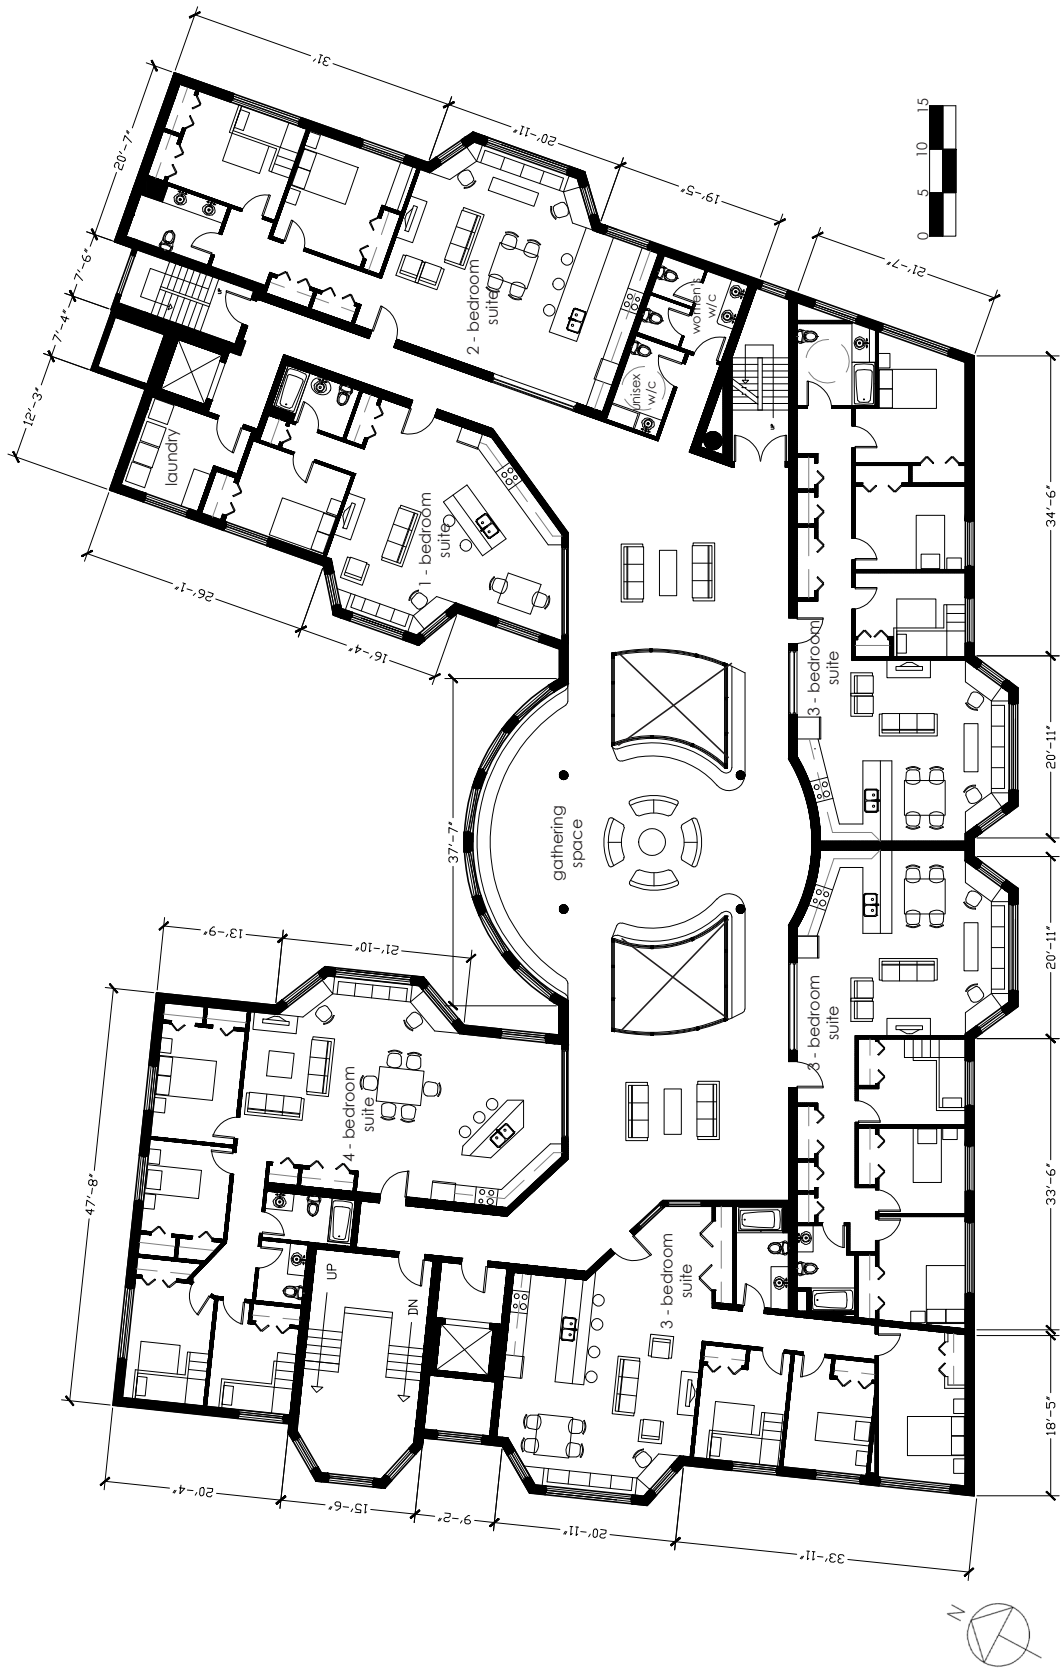 31'
20'-11"
19'-5"
21'-7"
20'-7"
7'-6"
7'-4"
12'-3"
15
10
5
0
2 - bedroom
suite
women's
w/c
unisex
w/c
laundry
1 - bedroom
suite
26'-1"
16'-4"
34'-6"
3 - bedroom
suite
20'-11"
gathering
space
37'-7"
13'-9"
21'-10"
20'-11"
3 - bedroom
suite
4 - bedroom
suite
47'-8"
33'-6"
UP
DN
3 - bedroom
suite
18'-5"
20'-4"
15'-6"
9'-2"
20'-11"
33'-11"
N